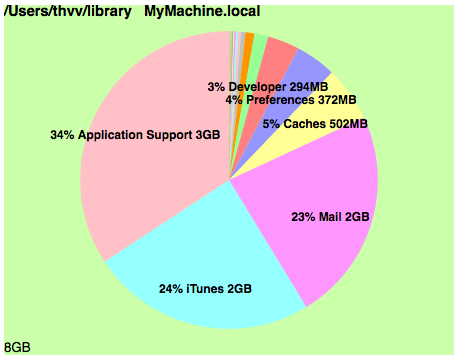 /Users/thvv/library   MyMachine.local
3% Developer 294MB
4% Preferences 372MB
5% Caches 502MB
34% Application Support 3GB
23% Mail 2GB
24% iTunes 2GB
8GB